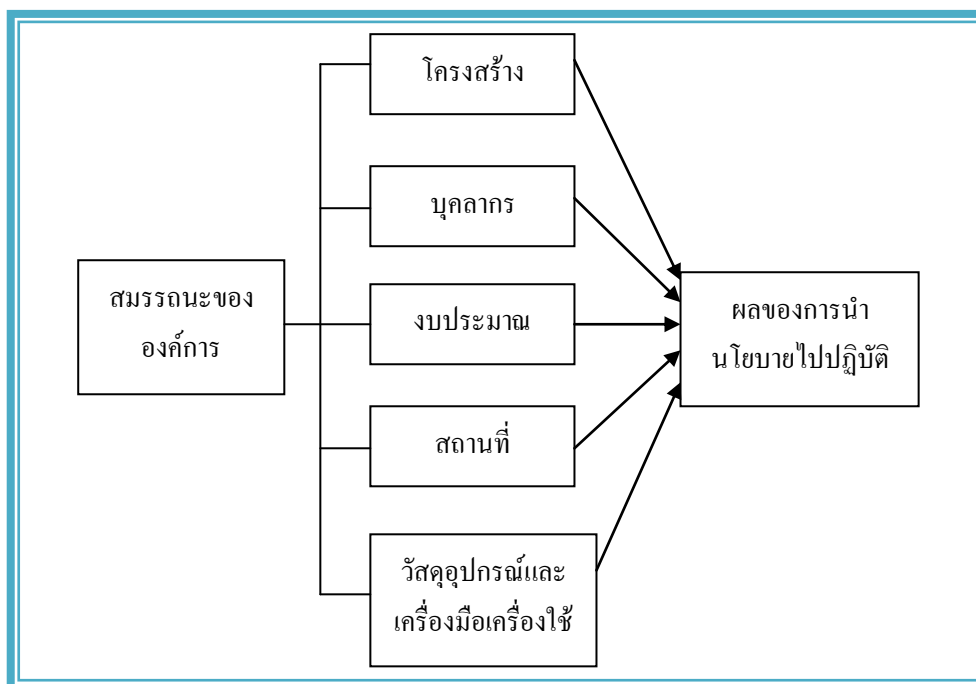 โครงสร้าง
บุคลากร
สมรรถนะของ
องค์การ
งบประมาณ
ผลของการนำ
นโยบายไปปฏิบัติ
สถานที่
วัสดุอุปกรณ์และ
เครื่องมือเครื่องใช้